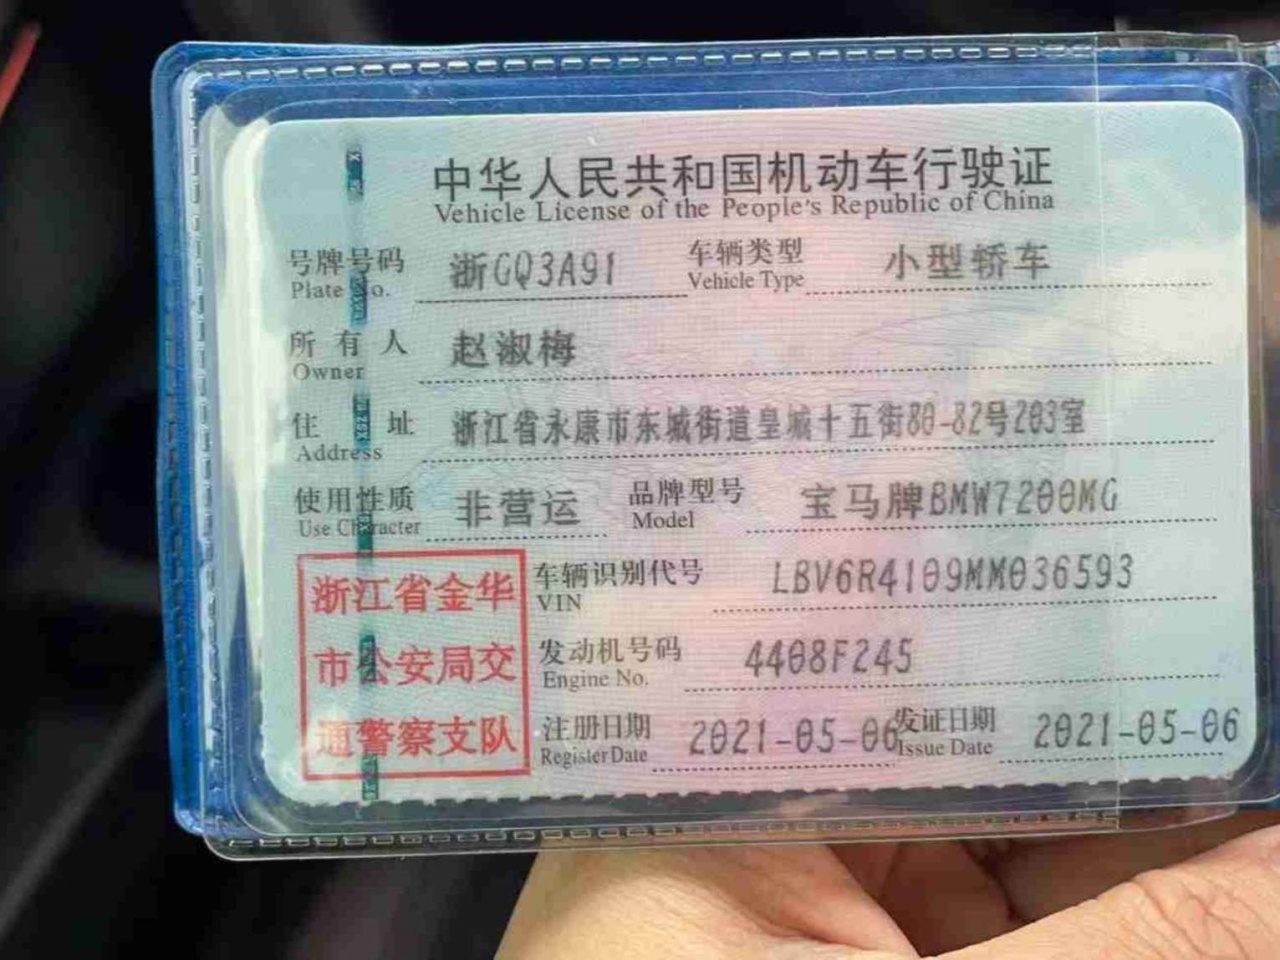 中华人民共和国机动车行驶证
Vehicle License of the People's Republic of China
号牌号码 浙GQ3A91 车辆类型 小型轿车
Plate No. Vehicle Type
所有人 赵淑梅
Owner
住址 浙江省永康市东城街道皇城十五街80-82号203室
Address
使用性质 非营运 品牌型号 宝马牌BMW7200MG
Use Character Model
浙江省金华
市公安局交
通警察支队
车辆识别代号 LBV6R4109MM036593
VIN
发动机号码 4408F245
Engine No.
注册日期 2021-05-06 发证日期 2021-05-06
Register Date Issue Date